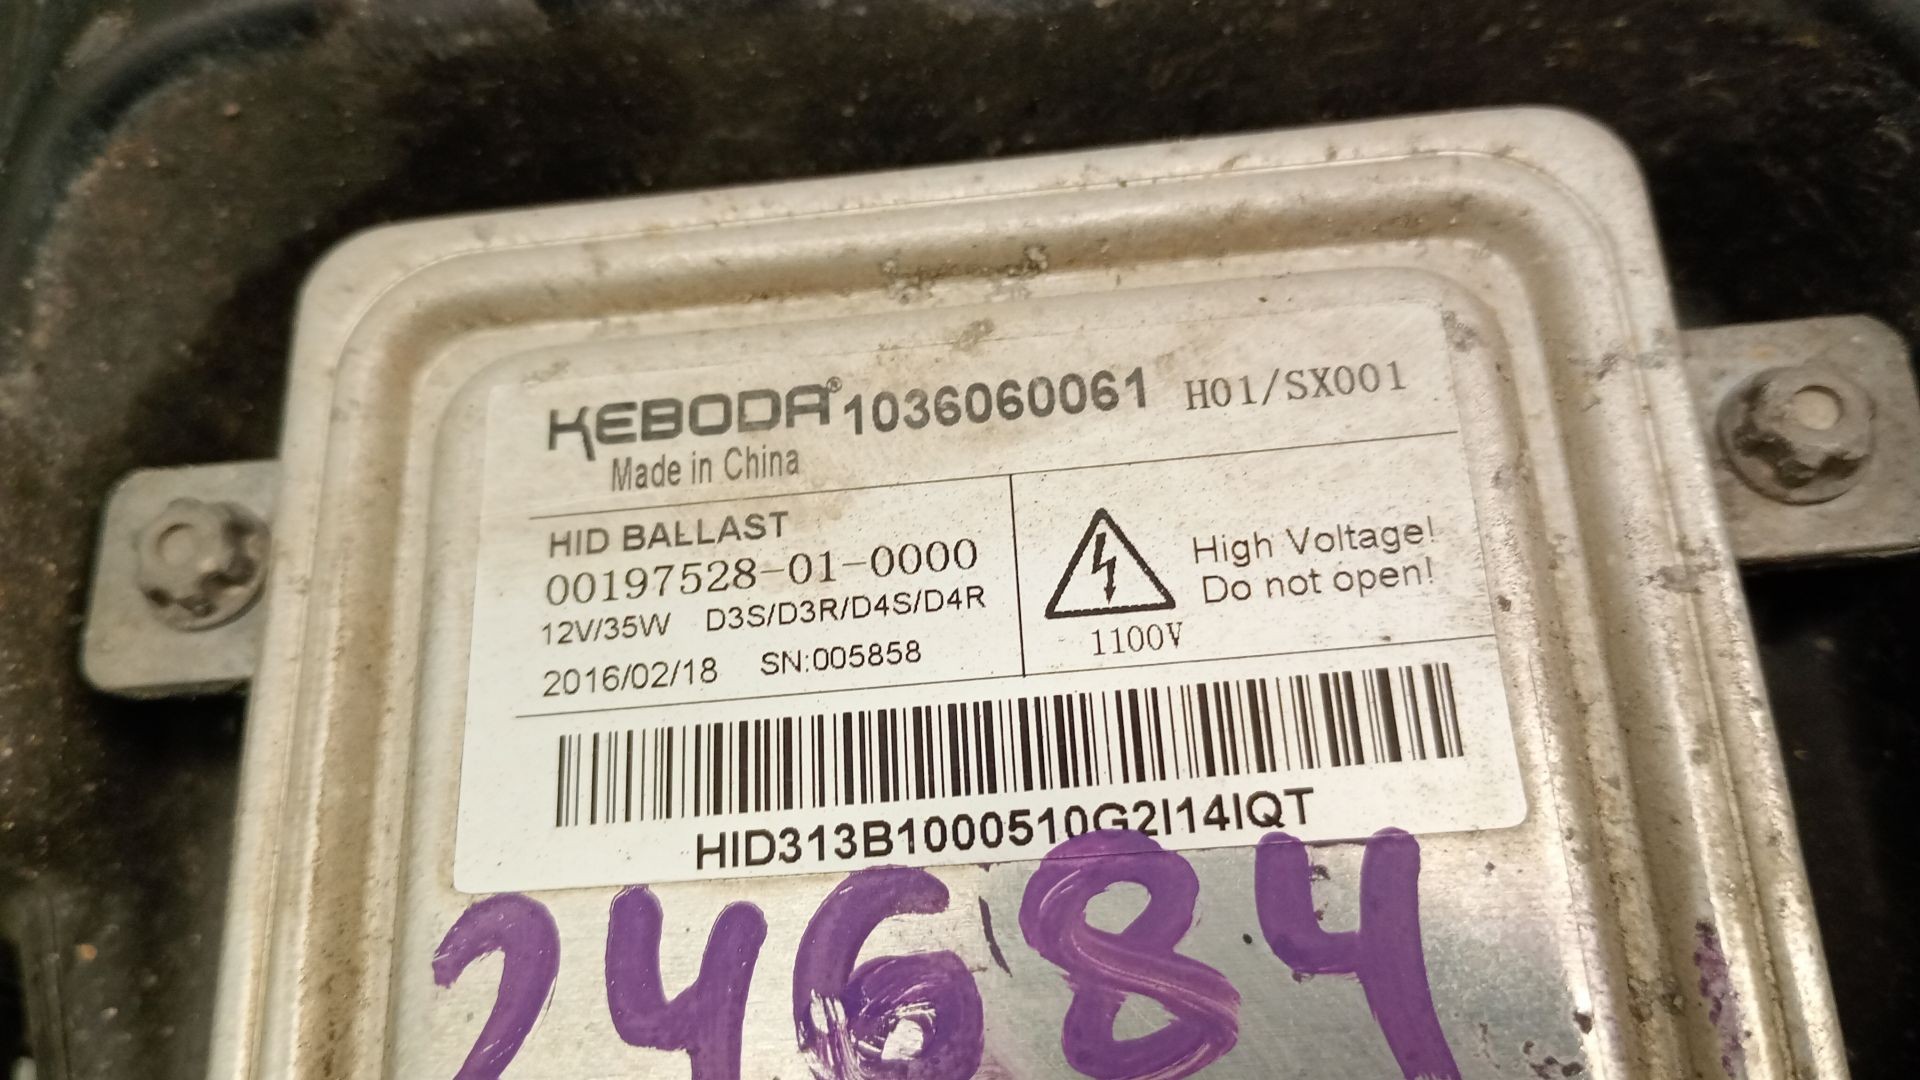 KEBODA® 1036060061 H01/SX001
Made in China
HID BALLAST
00197528-01-0000
12V/35W D3S/D3R/D4S/D4R
2016/02/18 SN:005858
High Voltage!
Do not open!
1100V
HID313B1000510G2I14IQT
24684